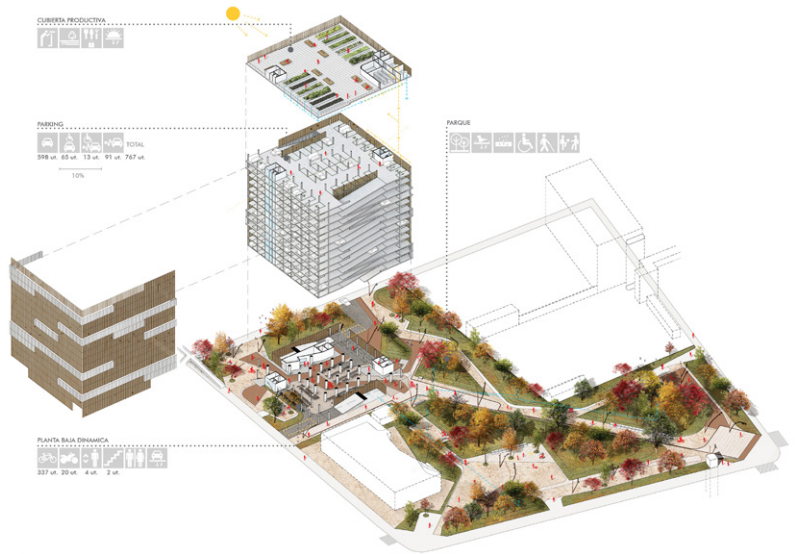 CUBIERTA PRODUCTIVA
PARKING
TOTAL
598 ut. 65 ut. 13 ut. 91 ut. 767 ut.
10%
PARQUE
PLANTA BAJA DINAMICA
337 ut. 20 ut. 4 ut. 2 ut.